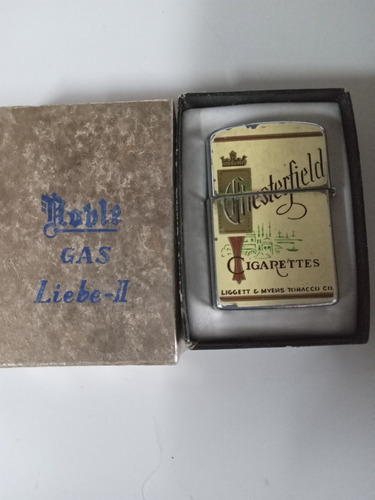 Noble
GAS
Liebe-II
Chesterfield
CIGARETTES
LIGGETT & MYERS TOBACCO CO.